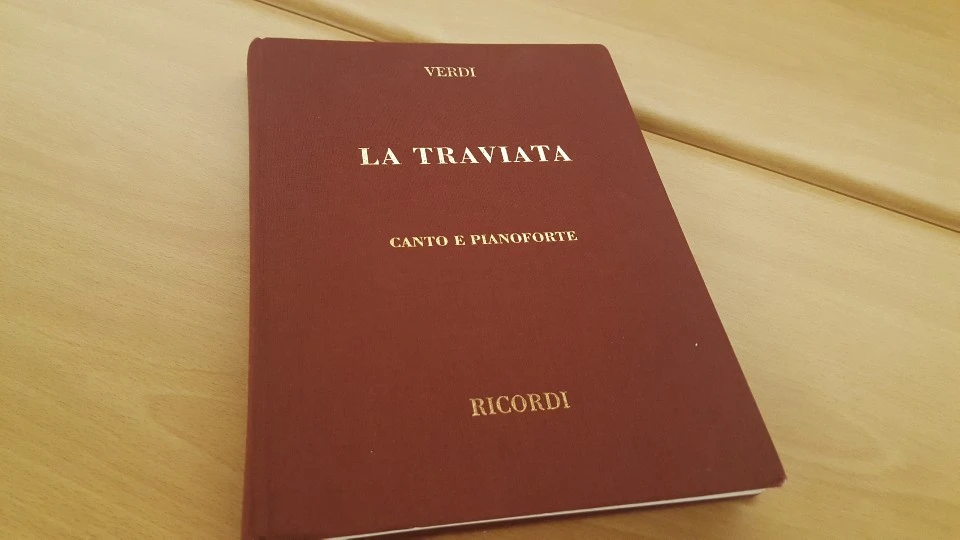 VERDI
LA TRAVIATA
CANTO E PIANOFORTE
RICORDI